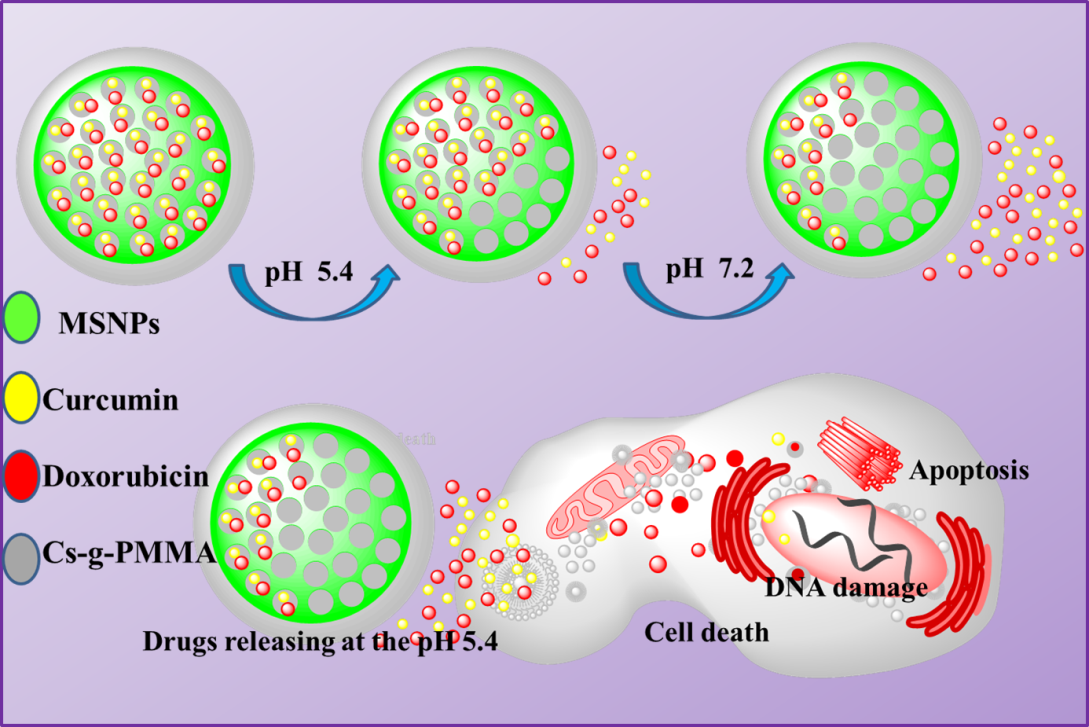 pH 5.4
pH 7.2
MSNPs
Curcumin
Doxorubicin
Apoptosis
Cs-g-PMMA
DNA damage
Drugs releasing at the pH 5.4
Cell death